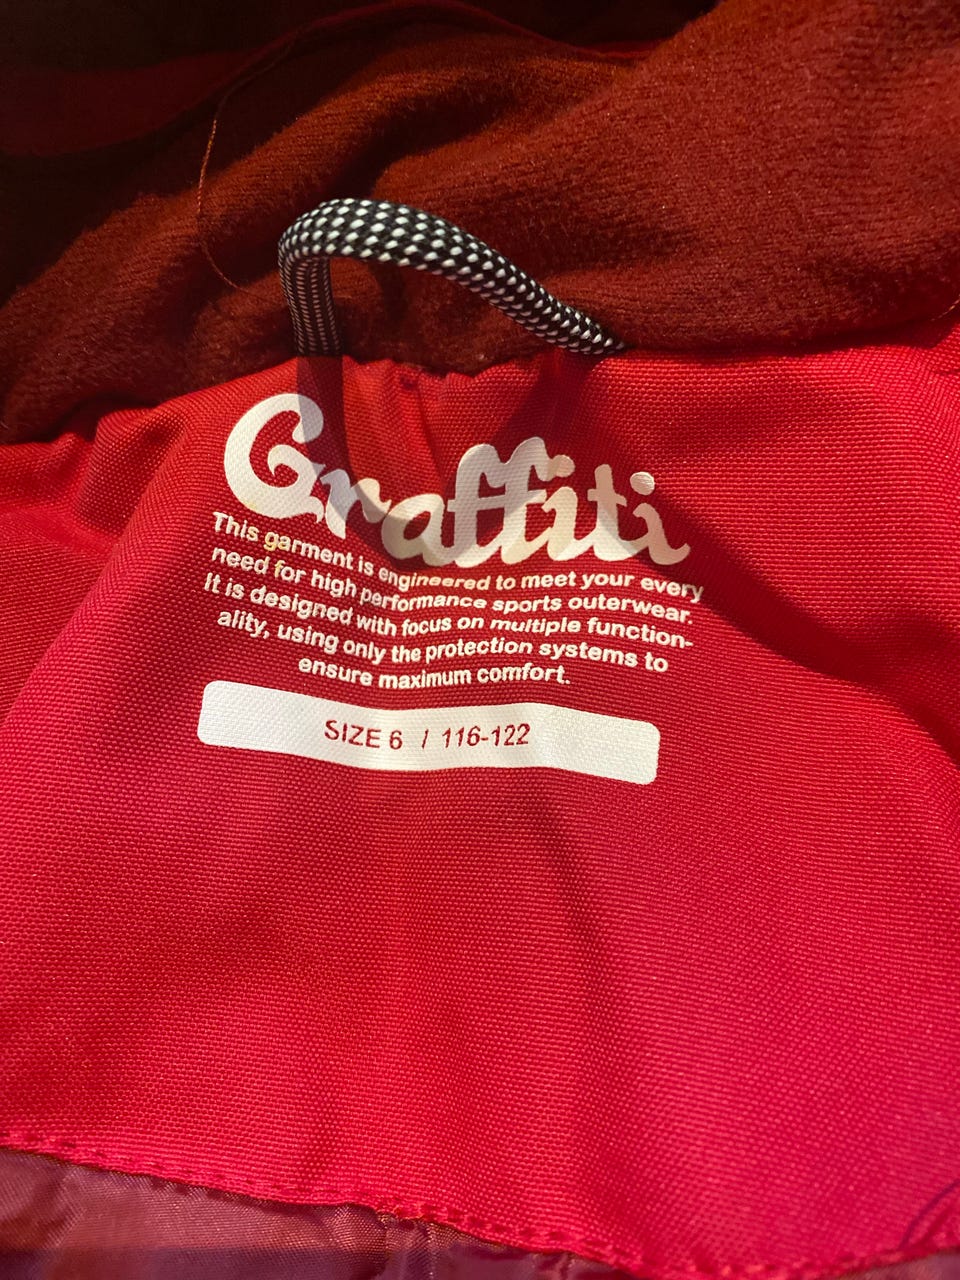 Graffiti
This garment is engineered to meet your every
need for high performance sports outerwear.
It is designed with focus on multiple function-
ality, using only the protection systems to
ensure maximum comfort.
SIZE 6 / 116-122